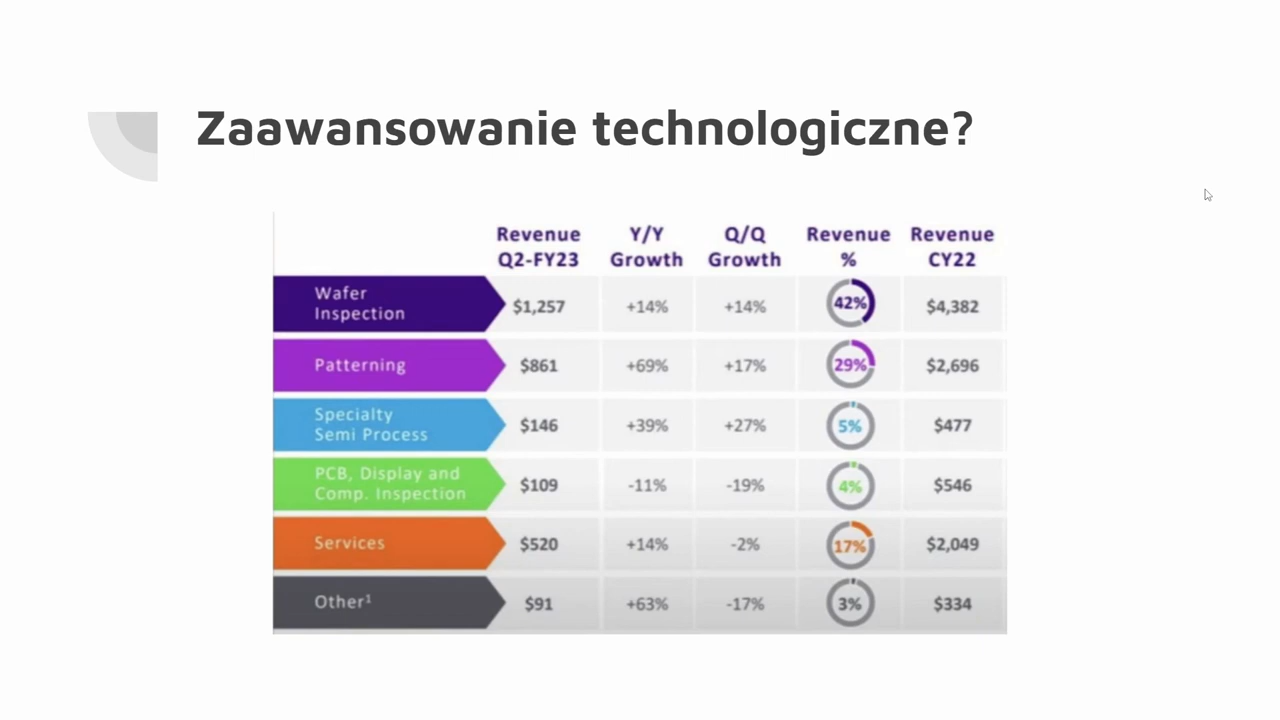 Zaawansowanie technologiczne?
Revenue Q2-FY23 Y/Y Growth Q/Q Growth Revenue % Revenue CY22
Wafer Inspection $1,257 +14% +14% 42% $4,382
Patterning $861 +69% +17% 29% $2,696
Specialty Semi Process $146 +39% +27% 5% $477
PCB, Display and Comp. Inspection $109 -11% -19% 4% $546
Services $520 +14% -2% 17% $2,049
Other¹ $91 +63% -17% 3% $334